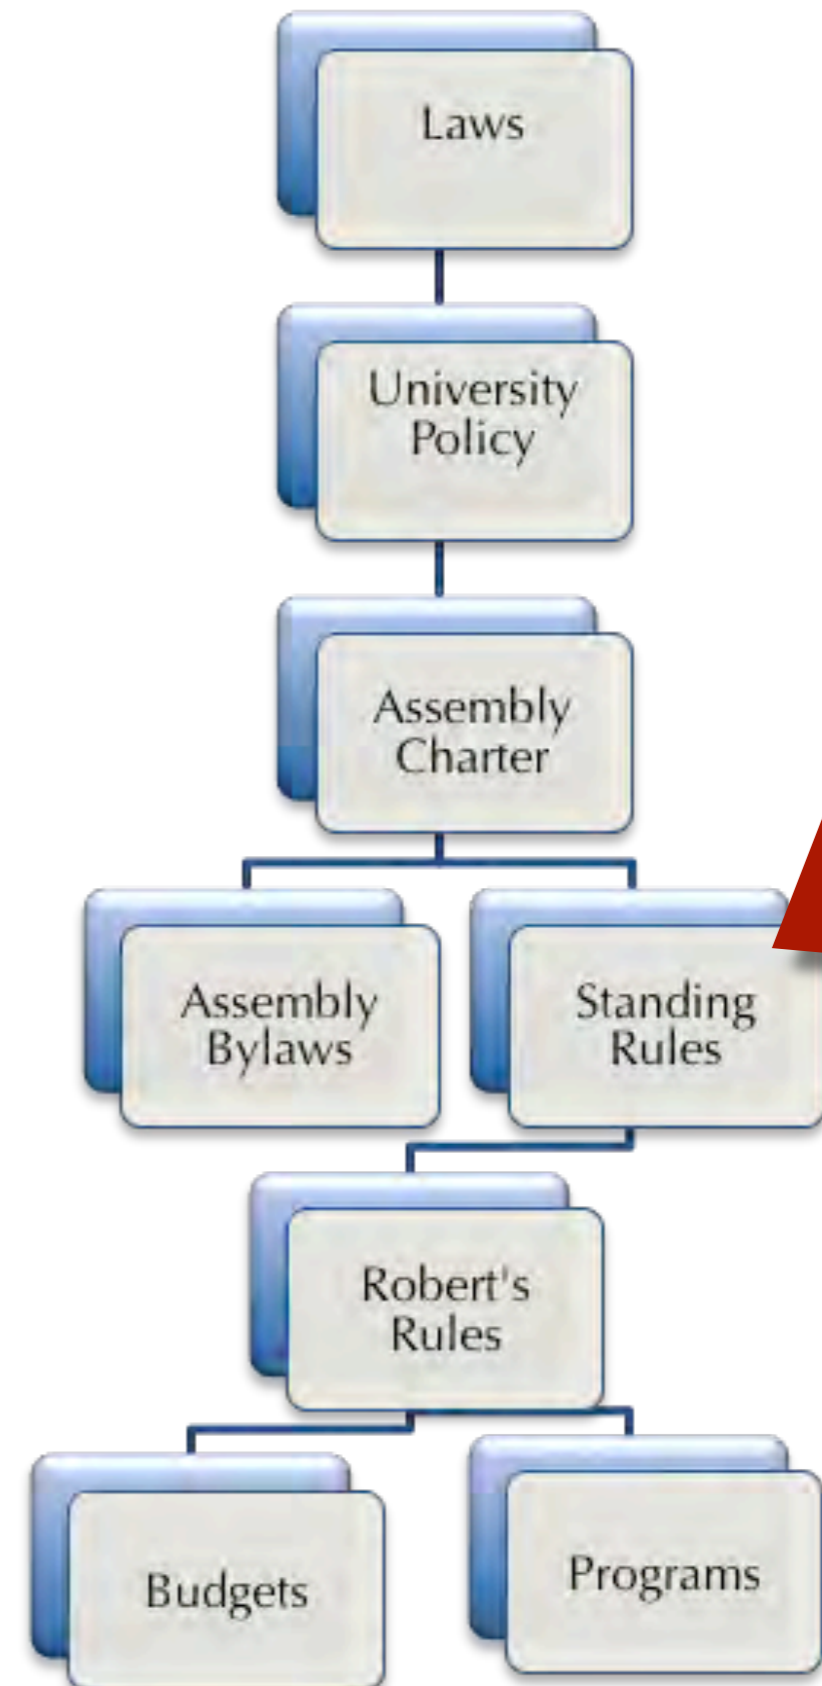 Laws
University
Policy
Assembly
Charter
Assembly
Bylaws
Standing
Rules
Robert's
Rules
Budgets
Programs